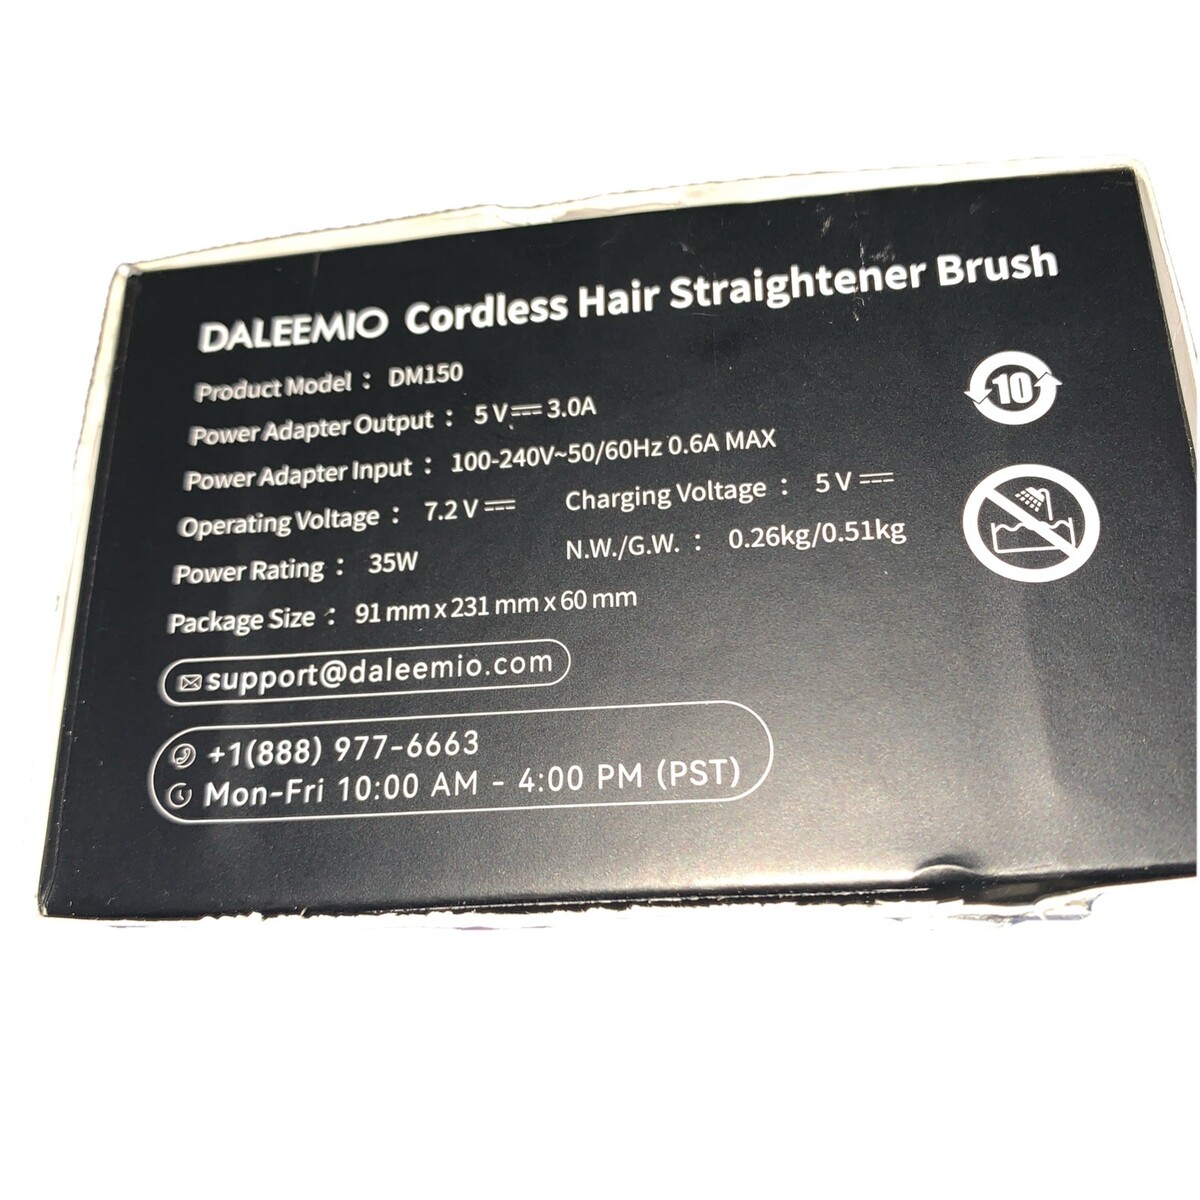 DALEEMIO Cordless Hair Straightener Brush
Product Model : DM150
Power Adapter Output : 5 V⎓3.0A
Power Adapter Input : 100-240V~50/60Hz 0.6A MAX
Operating Voltage : 7.2 V⎓ Charging Voltage : 5 V⎓
Power Rating : 35W N.W./G.W. : 0.26kg/0.51kg
Package Size : 91 mm x 231 mm x 60 mm
support@daleemio.com
+1(888) 977-6663
Mon-Fri 10:00 AM - 4:00 PM (PST)
10